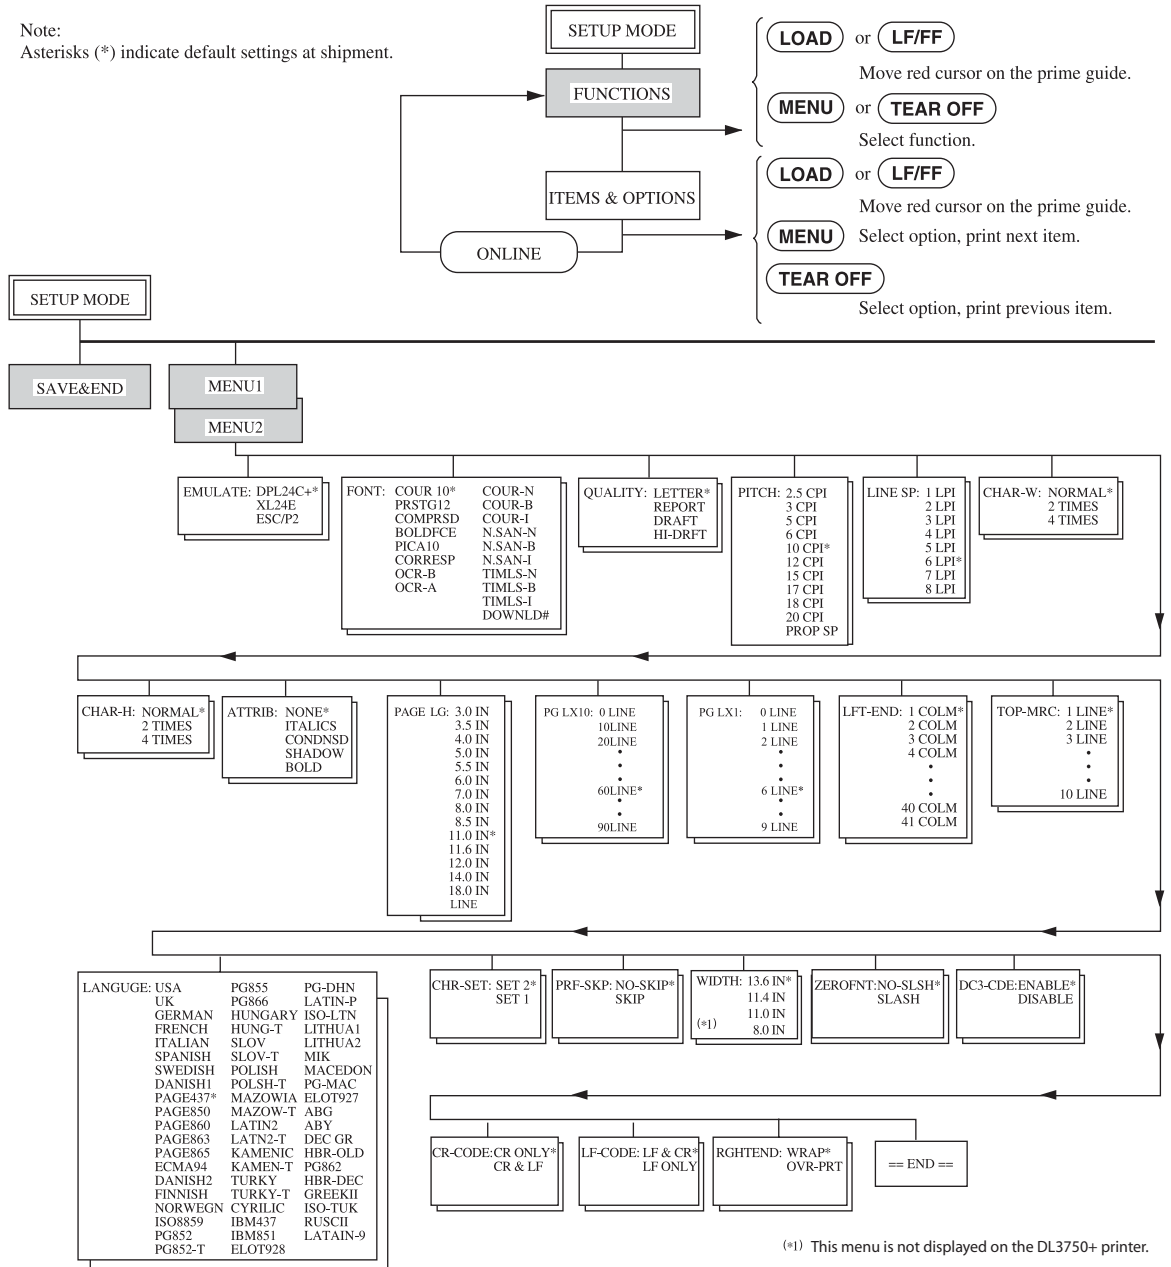 Note:
Asterisks (*) indicate default settings at shipment.
SETUP MODE
FUNCTIONS
LOAD or LF/FF
Move red cursor on the prime guide.
MENU or TEAR OFF
Select function.
ITEMS & OPTIONS
LOAD or LF/FF
Move red cursor on the prime guide.
MENU Select option, print next item.
TEAR OFF
Select option, print previous item.
ONLINE
SETUP MODE
SAVE&END
MENU1
MENU2
EMULATE: DPL24C+*
XL24E
ESC/P2
FONT: COUR 10* COUR-N
PRSTG12 COUR-B
COMPRSD COUR-I
BOLDFCE N.SAN-N
PICA10 N.SAN-B
CORRESP N.SAN-I
OCR-B TIMLS-N
OCR-A TIMLS-B
TIMLS-I
DOWNLD#
QUALITY: LETTER*
REPORT
DRAFT
HI-DRFT
PITCH: 2.5 CPI
3 CPI
5 CPI
6 CPI
10 CPI*
12 CPI
15 CPI
17 CPI
18 CPI
20 CPI
PROP SP
LINE SP: 1 LPI
2 LPI
3 LPI
4 LPI
5 LPI
6 LPI*
7 LPI
8 LPI
CHAR-W: NORMAL*
2 TIMES
4 TIMES
CHAR-H: NORMAL*
2 TIMES
4 TIMES
ATTRIB: NONE*
ITALICS
CONDNSD
SHADOW
BOLD
PAGE LG: 3.0 IN
3.5 IN
4.0 IN
5.0 IN
5.5 IN
6.0 IN
7.0 IN
8.0 IN
8.5 IN
11.0 IN*
11.6 IN
12.0 IN
14.0 IN
18.0 IN
LINE
PG LX10: 0 LINE
10LINE
20LINE
60LINE*
90LINE
PG LX1: 0 LINE
1 LINE
2 LINE
6 LINE*
9 LINE
LFT-END: 1 COLM*
2 COLM
3 COLM
4 COLM
40 COLM
41 COLM
TOP-MRC: 1 LINE*
2 LINE
3 LINE
10 LINE
LANGUGE: USA PG855 PG-DHN
UK PG866 LATIN-P
GERMAN HUNGARY ISO-LTN
FRENCH HUNG-T LITHUA1
ITALIAN SLOV LITHUA2
SPANISH SLOV-T MIK
SWEDISH POLISH MACEDON
DANISH1 POLSH-T PG-MAC
PAGE437* MAZOWIA ELOT927
PAGE850 MAZOW-T ABG
PAGE860 LATIN2 ABY
PAGE863 LATN2-T DEC GR
PAGE865 KAMENIC HBR-OLD
ECMA94 KAMEN-T PG862
DANISH2 TURKY HBR-DEC
FINNISH TURKY-T GREEKII
NORWEGN CYRILIC ISO-TUK
ISO8859 IBM437 RUSCII
PG852 IBM851 LATAIN-9
PG852-T ELOT928
CHR-SET: SET 2*
SET 1
PRF-SKP: NO-SKIP*
SKIP
WIDTH: 13.6 IN*
11.4 IN
11.0 IN
(*1) 8.0 IN
ZEROFNT:NO-SLSH*
SLASH
DC3-CDE:ENABLE*
DISABLE
CR-CODE:CR ONLY*
CR & LF
LF-CODE: LF & CR*
LF ONLY
RGHTEND: WRAP*
OVR-PRT
== END ==
(*1) This menu is not displayed on the DL3750+ printer.